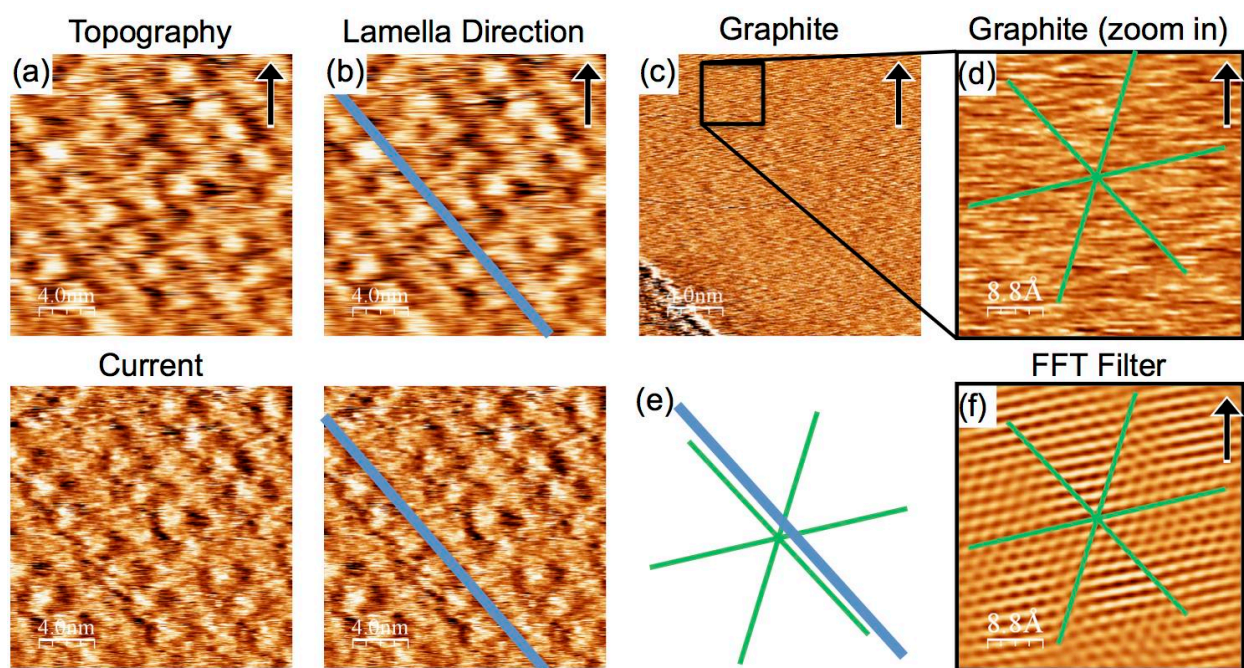 Topography
Lamella Direction
Graphite
Graphite (zoom in)
(a)
(b)
(c)
(d)
4.0nm
4.0nm
4.0nm
8.8Å
Current
FFT Filter
(e)
(f)
4.0nm
4.0nm
8.8Å